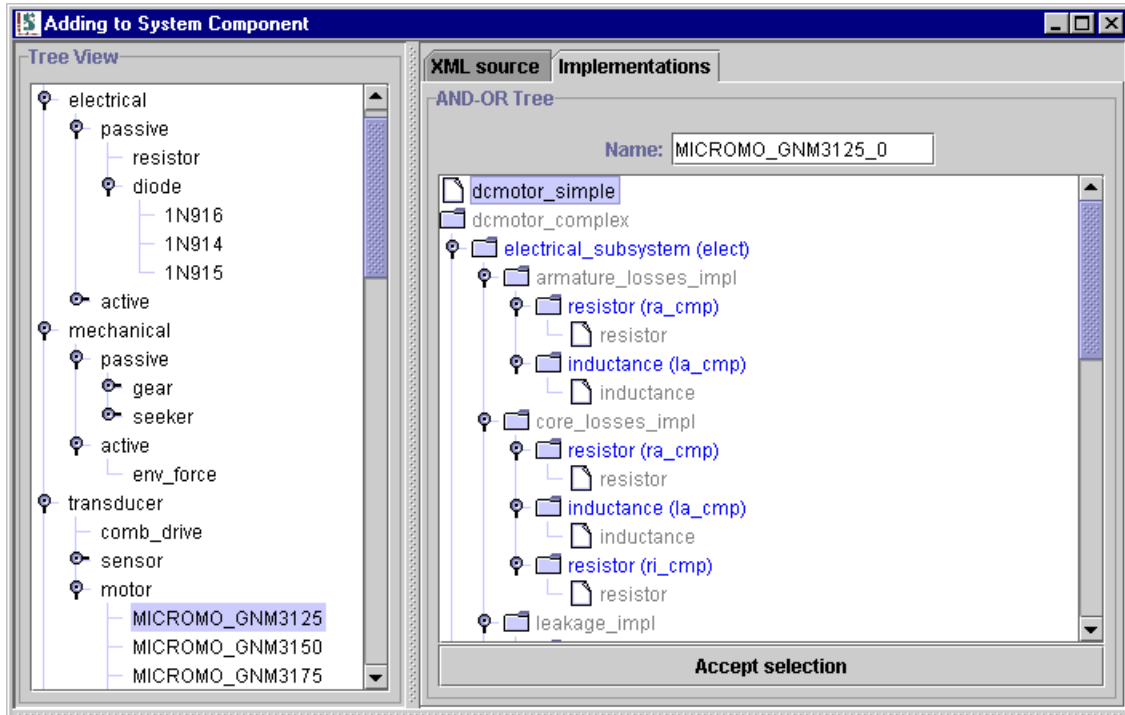 Adding to System Component
Tree View
electrical
passive
resistor
diode
1N916
1N914
1N915
active
mechanical
passive
gear
seeker
active
env_force
transducer
comb_drive
sensor
motor
MICROMO_GNM3125
MICROMO_GNM3150
MICROMO_GNM3175
XML source
Implementations
AND-OR Tree
Name: MICROMO_GNM3125_0
dcmotor_simple
dcmotor_complex
electrical_subsystem (elect)
armature_losses_impl
resistor (ra_cmp)
resistor
inductance (la_cmp)
inductance
core_losses_impl
resistor (ra_cmp)
resistor
inductance (la_cmp)
inductance
resistor (ri_cmp)
resistor
leakage_impl
Accept selection